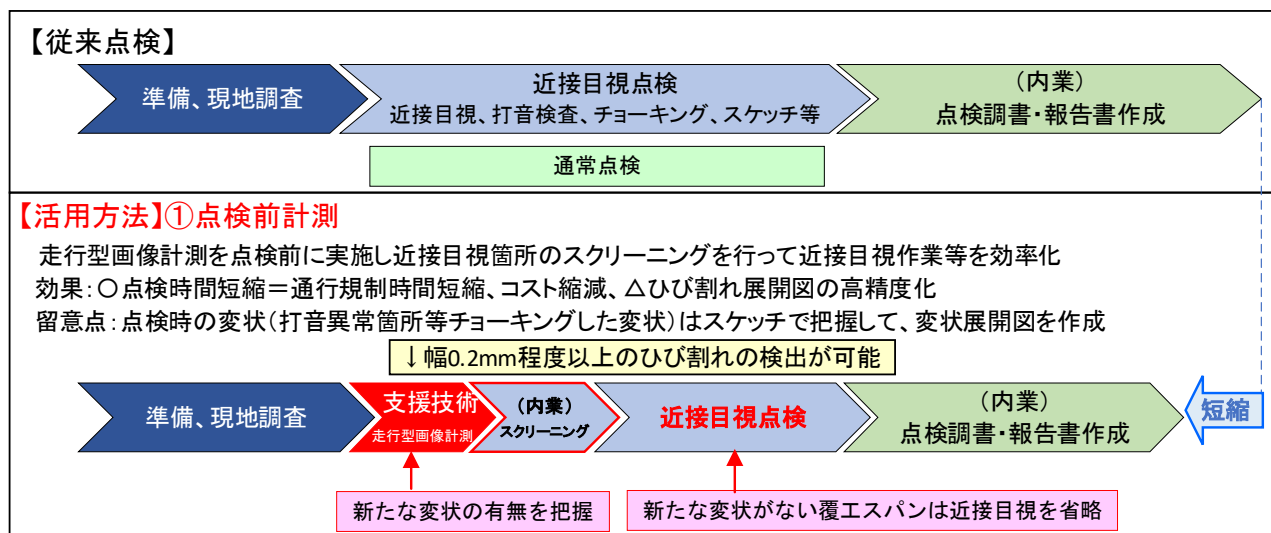 【従来点検】
準備、現地調査
近接目視点検
近接目視、打音検査、チョーキング、スケッチ等
（内業）
点検調書・報告書作成
通常点検
【活用方法】①点検前計測
走行型画像計測を点検前に実施し近接目視箇所のスクリーニングを行って近接目視作業等を効率化
効果：〇点検時間短縮＝通行規制時間短縮、コスト縮減、△ひび割れ展開図の高精度化
留意点：点検時の変状（打音異常箇所等チョーキングした変状）はスケッチで把握して、変状展開図を作成
↓幅0.2mm程度以上のひび割れの検出が可能
準備、現地調査
支援技術
走行型画像計測
（内業）
スクリーニング
近接目視点検
（内業）
点検調書・報告書作成
短縮
新たな変状の有無を把握
新たな変状がない覆工スパンは近接目視を省略